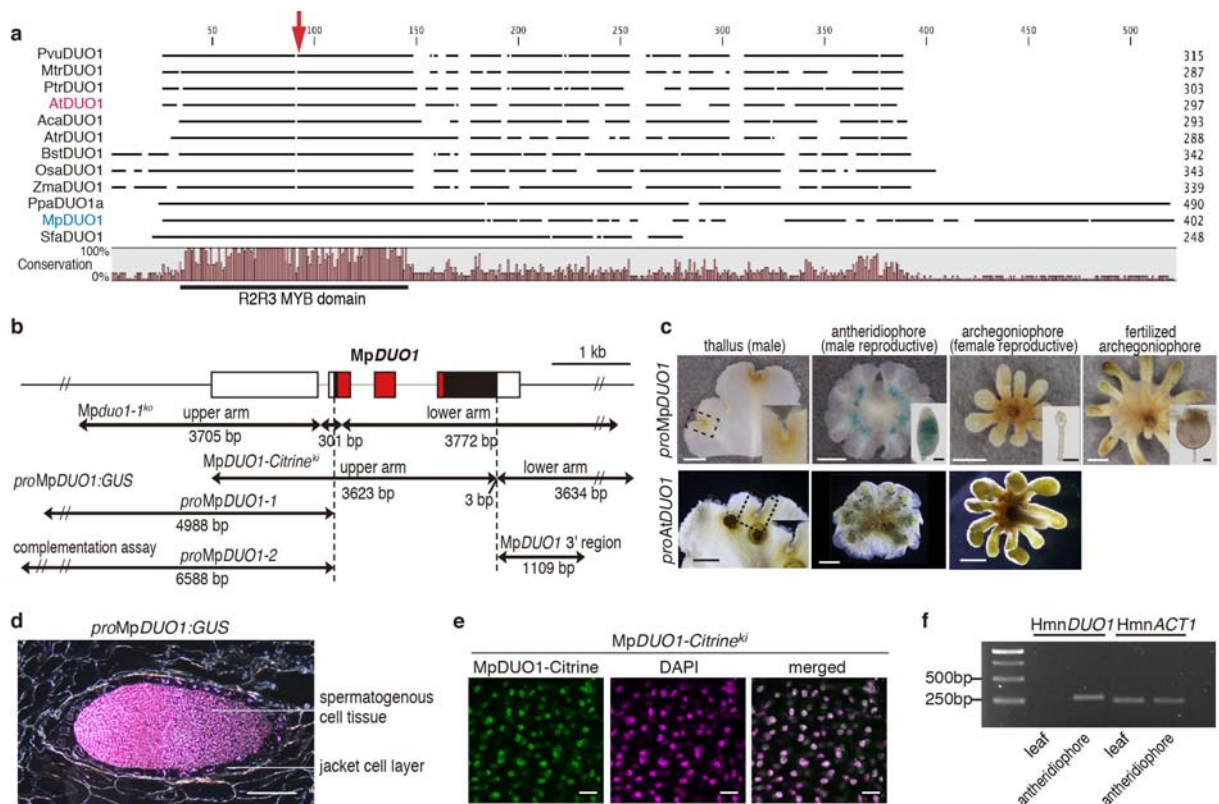 a
50 100 150 200 250 300 350 400 450 500
PvuDUO1 315
MtrDUO1 287
PtrDUO1 303
AtDUO1 297
AcaDUO1 293
AtrDUO1 288
BstDUO1 342
OsaDUO1 343
ZmaDUO1 339
PpaDUO1a 490
MpDUO1 402
SfaDUO1 248
100%
Conservation
0%
R2R3 MYB domain
b
MpDUO1
1 kb
Mpduo1-1ko upper arm lower arm
3705 bp 301 bp 3772 bp
MpDUO1-Citrineki upper arm lower arm
3623 bp 3 bp 3634 bp
proMpDUO1:GUS
proMpDUO1-1
4988 bp
complementation assay proMpDUO1-2
6588 bp
MpDUO1 3' region
1109 bp
c
thallus (male)
antheridiophore
(male reproductive)
archegoniophore
(female reproductive)
fertilized
archegoniophore
proMpDUO1
proAtDUO1
d
proMpDUO1:GUS
spermatogenous
cell tissue
jacket cell layer
e
MpDUO1-Citrineki
MpDUO1-Citrine DAPI merged
f
HmnDUO1 HmnACT1
500bp
250bp
leaf
antheridiophore
leaf
antheridiophore